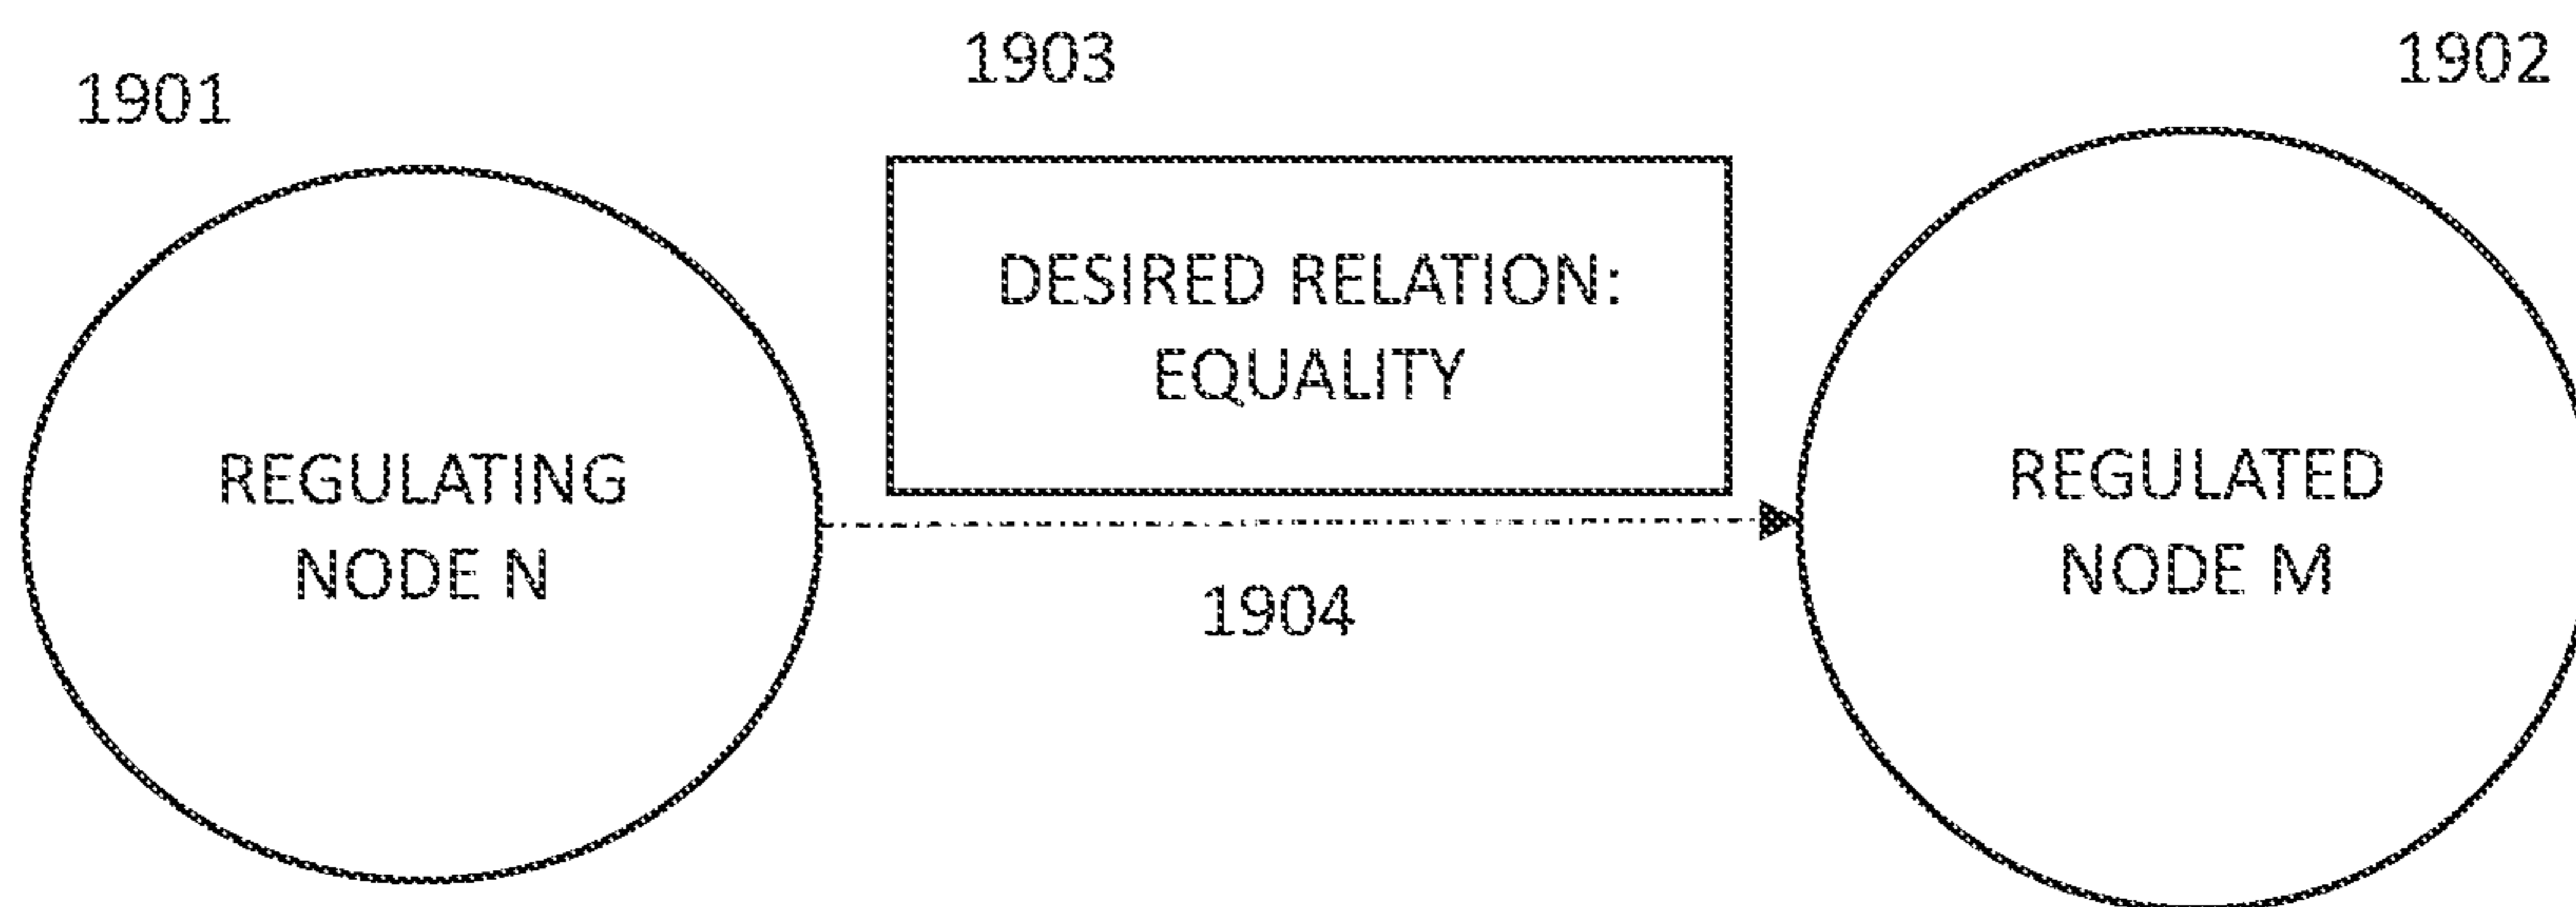 1901
1903
1902
DESIRED RELATION:
EQUALITY
REGULATING
NODE N
REGULATED
NODE M
1904